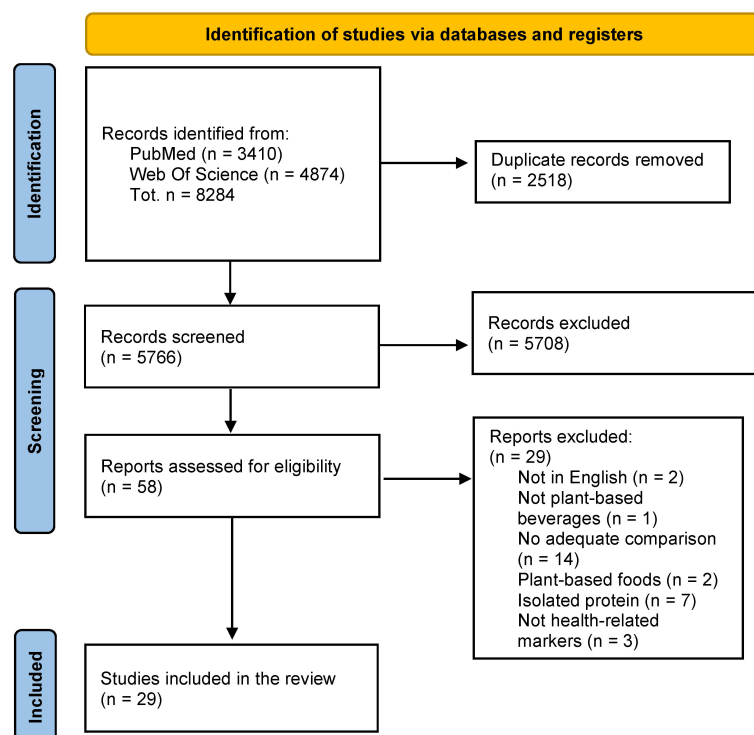 Identification of studies via databases and registers
Identification
Records identified from:
PubMed (n = 3410)
Web Of Science (n = 4874)
Tot. n = 8284
Duplicate records removed
(n = 2518)
Screening
Records screened
(n = 5766)
Records excluded
(n = 5708)
Reports assessed for eligibility
(n = 58)
Reports excluded:
(n = 29)
Not in English (n = 2)
Not plant-based
beverages (n = 1)
No adequate comparison
(n = 14)
Plant-based foods (n = 2)
Isolated protein (n = 7)
Not health-related
markers (n = 3)
Included
Studies included in the review
(n = 29)